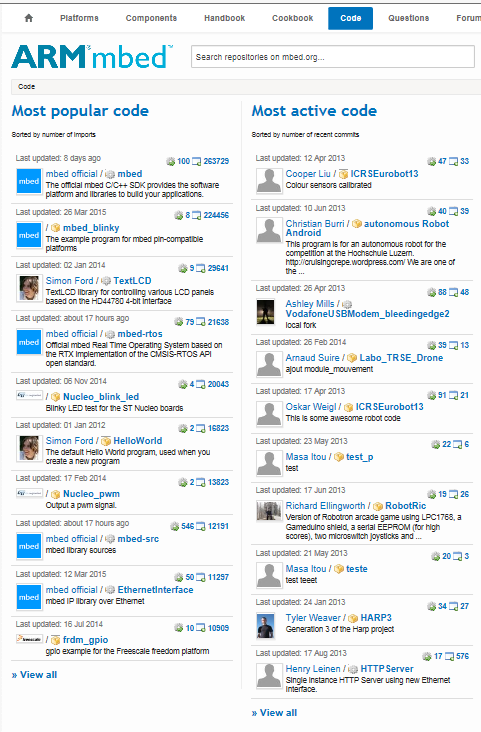 Platforms Components Handbook Cookbook Code Questions Forum
ARM mbed™
Search repositories on mbed.org...
Code
Most popular code
Sorted by number of imports
Last updated: 8 days ago 100 263729
mbed official / mbed
The official mbed C/C++ SDK provides the software
platform and libraries to build your applications.
Last updated: 26 Mar 2015 8 224456
/ mbed_blinky
The example program for mbed pin-compatible
platforms
Last updated: 02 Jan 2014 9 29641
Simon Ford / TextLCD
TextLCD library for controlling various LCD panels
based on the HD44780 4-bit interface
Last updated: about 17 hours ago 79 21638
mbed official / mbed-rtos
Official mbed Real Time Operating System based on
the RTX implementation of the CMSIS-RTOS API
open standard.
Last updated: 06 Nov 2014 4 20043
/ Nucleo_blink_led
Blinky LED test for the ST Nucleo boards
Last updated: 01 Jan 2012 2 16823
Simon Ford / HelloWorld
The default Hello World program, used when you
create a new program
Last updated: 17 Feb 2014 2 13823
/ Nucleo_pwm
Output a pwm signal.
Last updated: about 17 hours ago 546 12191
mbed official / mbed-src
mbed library sources
Last updated: 12 Mar 2015 50 11297
mbed official / EthernetInterface
mbed IP library over Ethernet
Last updated: 16 Jul 2014 10 10909
/ frdm_gpio
gpio example for the Freescale freedom platform
» View all
Most active code
Sorted by number of recent commits
Last updated: 12 Apr 2013 47 33
Cooper Liu / ICRSEurobot13
Colour sensors calibrated
Last updated: 10 Jun 2013 40 39
Christian Burri / autonomous Robot
Android
This program is for an autonomous robot for the
competition at the Hochschule Luzern.
http://cruisingcrepe.wordpress.com/ We are one of
the ...
Last updated: 26 Apr 2013 88 48
Ashley Mills /
VodafoneUSBModem_bleedingedge2
local fork
Last updated: 26 Feb 2014 39 13
Arnaud Suire / Labo_TRSE_Drone
ajout module_mouvement
Last updated: 17 Apr 2013 91 21
Oskar Weigl / ICRSEurobot13
This is some awesome robot code
Last updated: 23 May 2013 22 6
Masa Itou / test_p
test
Last updated: 17 Jun 2013 19 26
Richard Ellingworth / RobotRic
Version of Robotron arcade game using LPC1768, a
Gameduino shield, a serial EEPROM (for high
scores), two microswitch joysticks and ...
Last updated: 21 May 2013 20 3
Masa Itou / teste
test teeet
Last updated: 24 Jan 2013 34 27
Tyler Weaver / HARP3
Generation 3 of the Harp project
Last updated: 17 Aug 2013 17 576
Henry Leinen / HTTPServer
Single instance HTTP Server using new Ethernet
Interface.
» View all